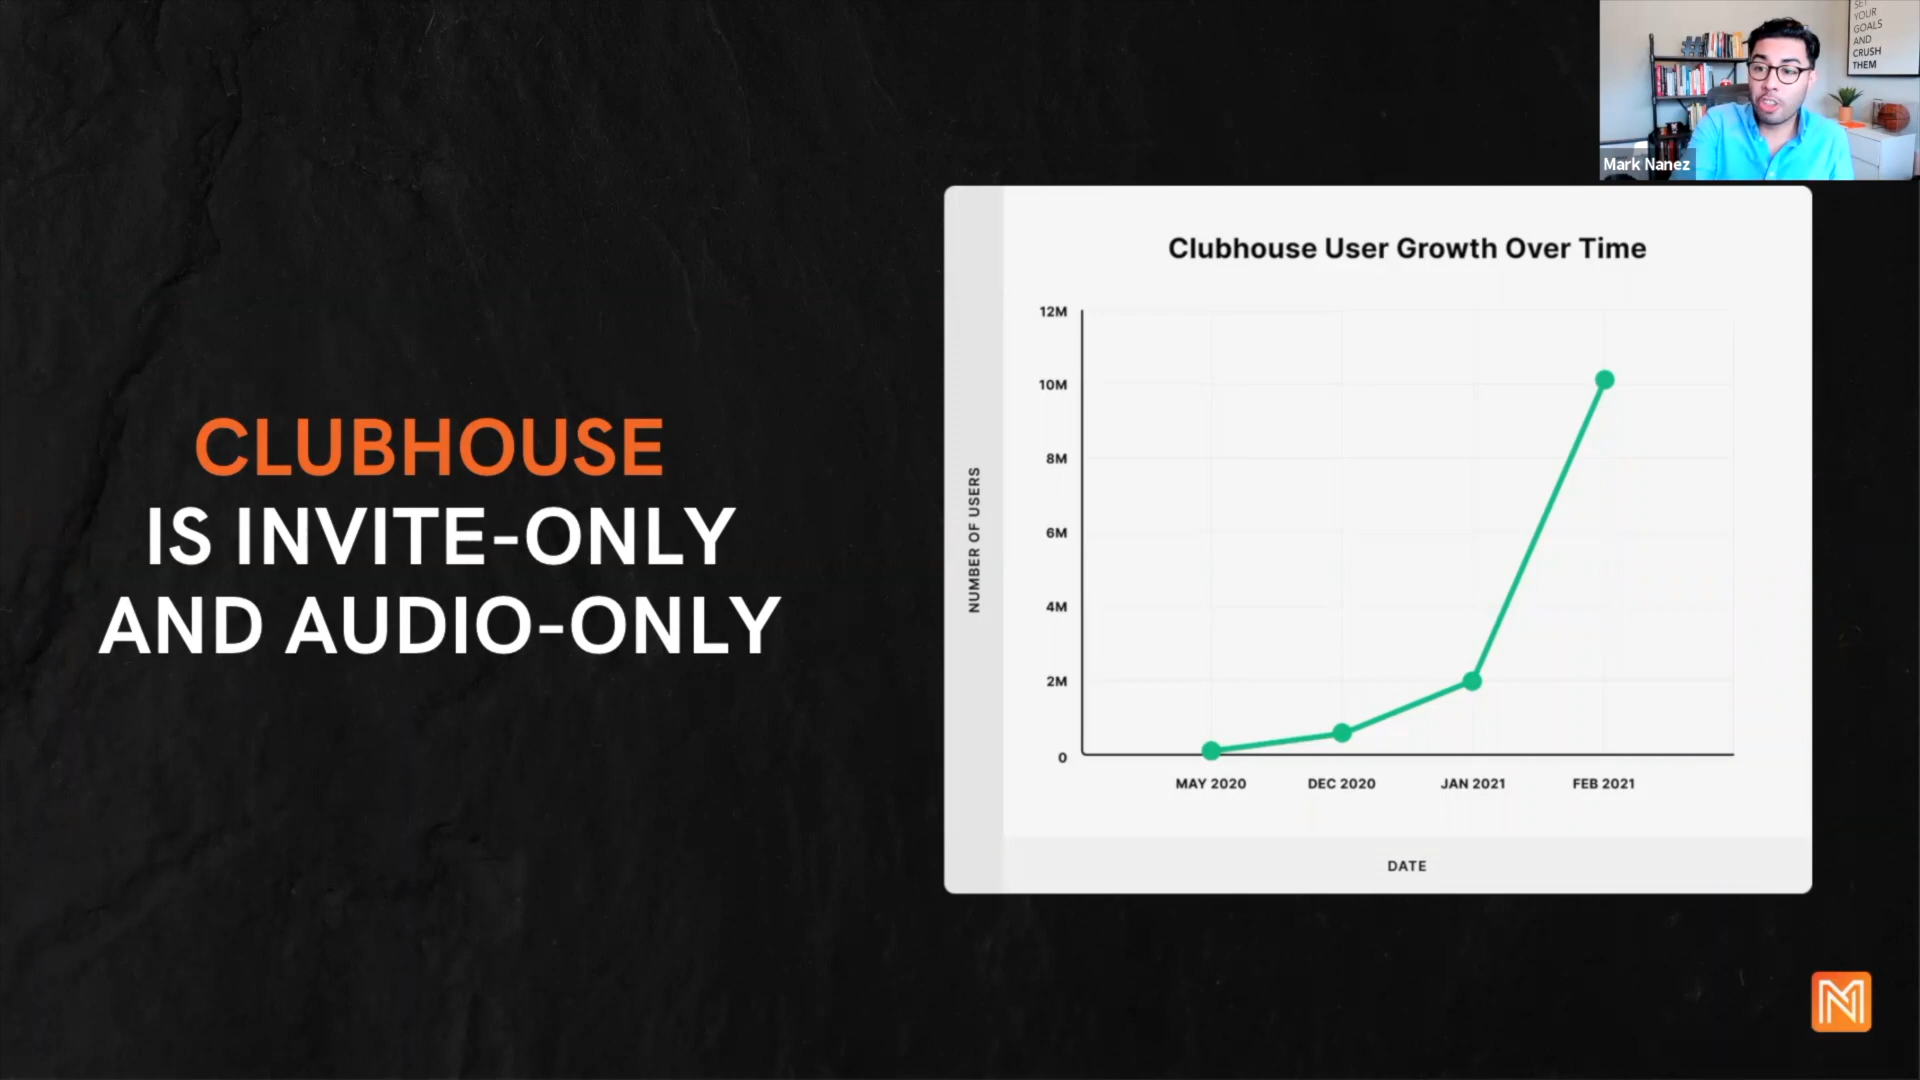 SET
YOUR
GOALS
AND
CRUSH
THEM
Mark Nanez
CLUBHOUSE
IS INVITE-ONLY
AND AUDIO-ONLY
Clubhouse User Growth Over Time
NUMBER OF USERS
12M
10M
8M
6M
4M
2M
0
MAY 2020 DEC 2020 JAN 2021 FEB 2021
DATE